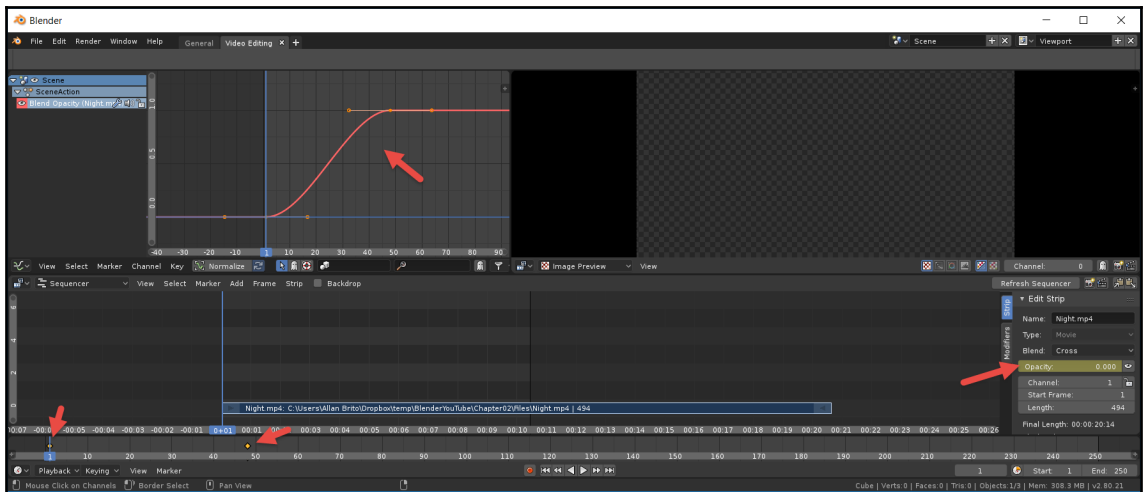 Blender
File Edit Render Window Help General Video Editing × + Scene Viewport
Scene
SceneAction
Blend Opacity (Night.mp4
1.0
0.5
0.0
-40 -30 -20 -10 1 10 20 30 40 50 60 70 80 90
View Select Marker Channel Key Normalize Image Preview View Channel: 0
Sequencer View Select Marker Add Frame Strip Backdrop Refresh Sequencer
Edit Strip
Strip
Modifiers
Name: Night.mp4
Type: Movie
Blend: Cross
Opacity: 0.000
Channel: 1
Start Frame: 1
Length: 494
Final Length: 00:00:20:14
6
4
2
0
Night.mp4: C:\Users\Allan Brito\Dropbox\temp\BlenderYouTube\Chapter02\files\Night.mp4 | 494
-00:05 -00:04 -00:03 -00:02 -00:01 0+01 00:01 00:03 00:04 00:05 00:06 00:07 00:08 00:09 00:10 00:11 00:12 00:13 00:14 00:15 00:16 00:17 00:18 00:19 00:20 00:21 00:22 00:23 00:24 00:25 00:26
1 10 20 30 40 50 60 70 80 90 100 110 120 130 140 150 160 170 180 190 200 210 220 230 240 250
Playback Keying View Marker 1 Start: 1 End: 250
Mouse Click on Channels Border Select Pan View Cube | Verts:0 | Faces:0 | Tris:0 | Objects:1/3 | Mem: 308.3 MB | v2.80.21